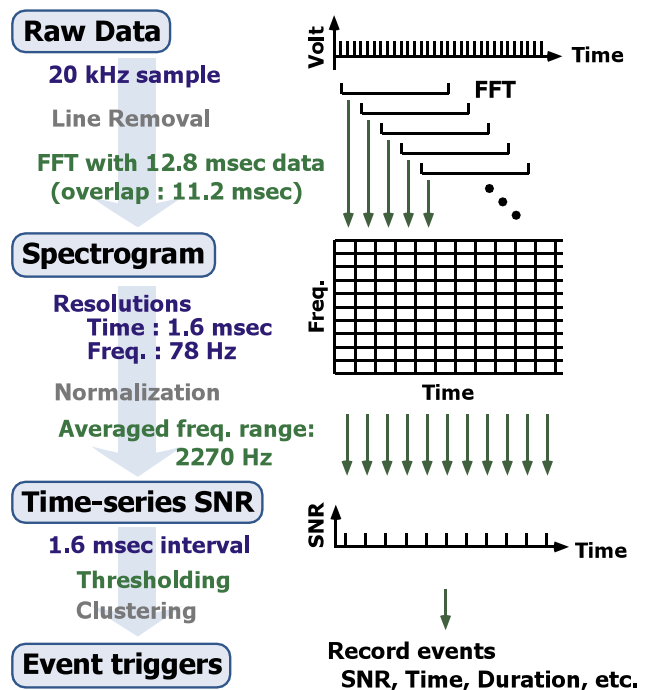 Raw Data
20 kHz sample
Line Removal
FFT with 12.8 msec data
(overlap : 11.2 msec)
Spectrogram
Resolutions
Time : 1.6 msec
Freq. : 78 Hz
Normalization
Averaged freq. range:
2270 Hz
Time-series SNR
1.6 msec interval
Thresholding
Clustering
Event triggers
Volt
Time
FFT
Freq.
Time
SNR
Time
Record events
SNR, Time, Duration, etc.